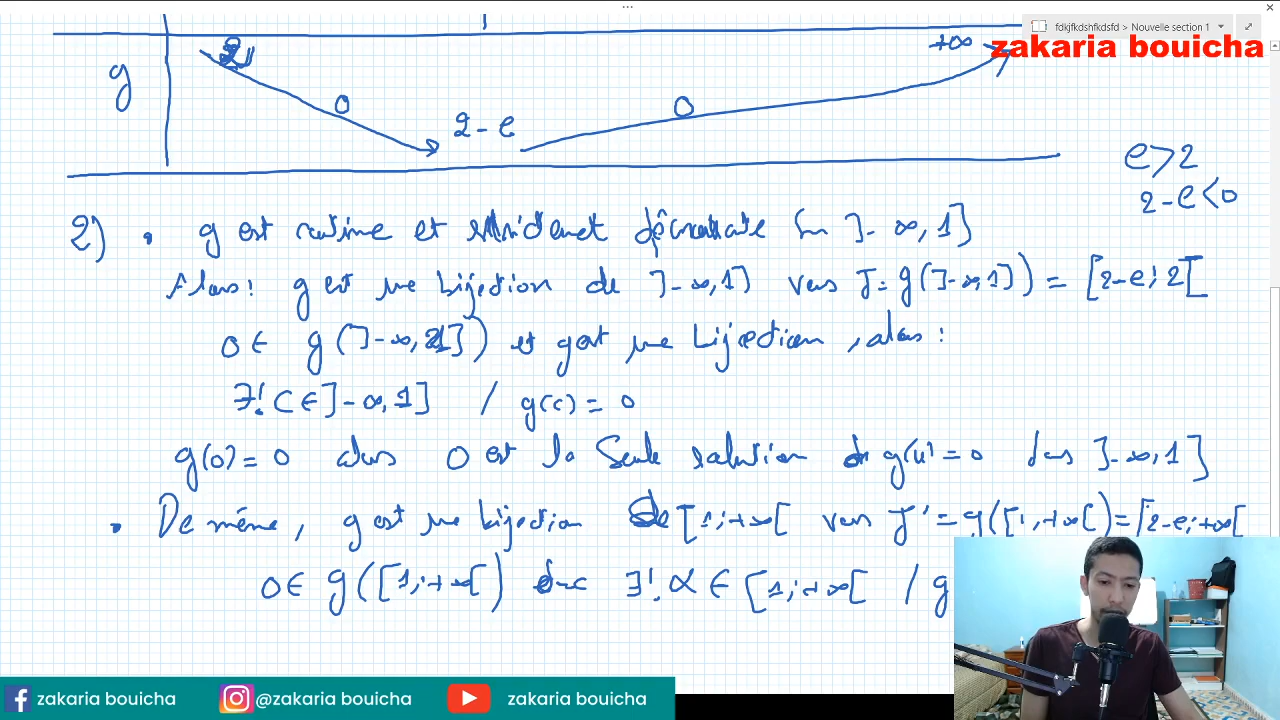 ...
fdkjfkdshfkdsfd > Nouvelle section 1
zakaria bouicha
g
2
0
2 - e
0
+∞
e > 2
2 - e < 0
2) • g est continue et strictement décroissante sur ]-∞, 1]
Alors : g est une bijection de ]-∞, 1] vers J = g(]-∞, 1]) = [2-e; 2[
0 ∈ g(]-∞, 1]) et g est une bijection, alors :
∃! c ∈ ]-∞, 1] / g(c) = 0
g(0) = 0 alors 0 est la seule solution de g(x) = 0 dans ]-∞, 1]
• De même, g est une bijection de [1; +∞[ vers J' = g([1, +∞[) = [2-e; +∞[
0 ∈ g([1; +∞[) donc ∃! α ∈ [1; +∞[ / g
zakaria bouicha
@zakaria bouicha
zakaria bouicha